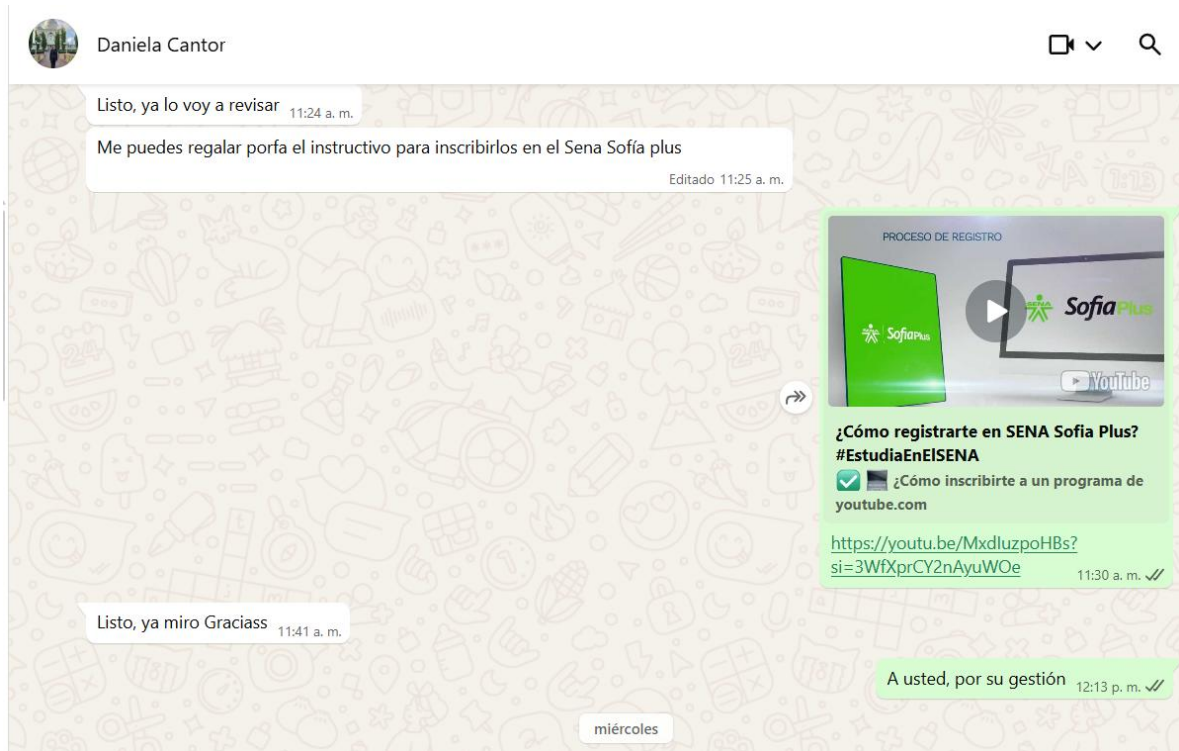 Daniela Cantor
Listo, ya lo voy a revisar
11:24 a. m.
Me puedes regalar porfa el instructivo para inscribirlos en el Sena Sofía plus
Editado 11:25 a. m.
PROCESO DE REGISTRO
SofiaPlus
SENA
Sofia Plus
YouTube
¿Cómo registrarte en SENA Sofia Plus?
#EstudiaEnElSENA
✅ 💻 ¿Cómo inscribirte a un programa de
youtube.com
https://youtu.be/MxdluzpoHBs?
si=3WfXprCY2nAyuWOe
11:30 a. m.
Listo, ya miro Graciass
11:41 a. m.
A usted, por su gestión
12:13 p. m.
miércoles